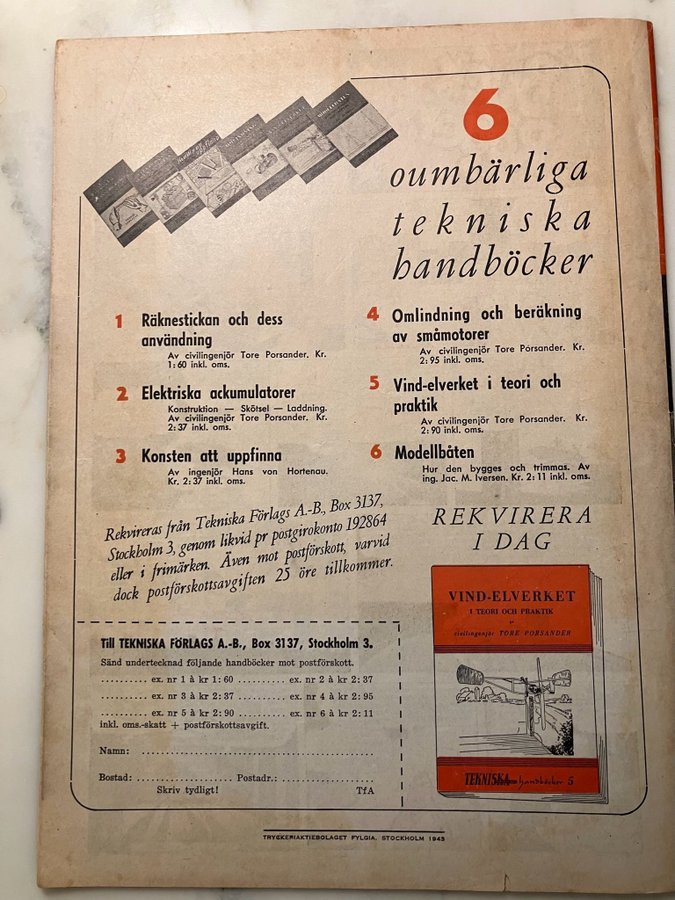 6
oumbärliga
tekniska
handböcker
1 Räknestickan och dess
användning
Av civilingenjör Tore Porsander. Kr.
1:60 inkl. oms.
2 Elektriska ackumulatorer
Konstruktion — Skötsel — Laddning.
Av civilingenjör Tore Porsander. Kr.
2:37 inkl. oms.
3 Konsten att uppfinna
Av ingenjör Hans von Hortenau.
Kr. 2:37 inkl. oms.
4 Omlindning och beräkning
av småmotorer
Av civilingenjör Tore Porsander. Kr.
2:95 inkl. oms.
5 Vind-elverket i teori och
praktik
Av civilingenjör Tore Porsander. Kr.
2:90 inkl. oms.
6 Modellbåten
Hur den bygges och trimmas. Av
ing. Jac. M. Iversen. Kr. 2:11 inkl. oms.
Rekvireras från Tekniska Förlags A.-B., Box 3137,
Stockholm 3, genom likvid pr postgirokonto 192864
eller i frimärken. Även mot postförskott, varvid
dock postförskottsavgiften 25 öre tillkommer.
REKVIRERA
I DAG
VIND-ELVERKET
I TEORI OCH PRAKTIK
av
civilingenjör TORE PORSANDER
TEKNISKA handböcker 5
Till TEKNISKA FÖRLAGS A.-B., Box 3137, Stockholm 3.
Sänd undertecknad följande handböcker mot postförskott.
.......... ex. nr 1 à kr 1:60 .......... ex. nr 2 à kr 2:37
.......... ex. nr 3 à kr 2:37 .......... ex. nr 4 à kr 2:95
.......... ex. nr 5 à kr 2:90 .......... ex. nr 6 à kr 2:11
inkl. oms.-skatt + postförskottsavgift.
Namn: ..................................................
Bostad: .................... Postadr.: ....................
Skriv tydligt! TfA
TRYCKERIAKTIEBOLAGET FYLGIA, STOCKHOLM 1943